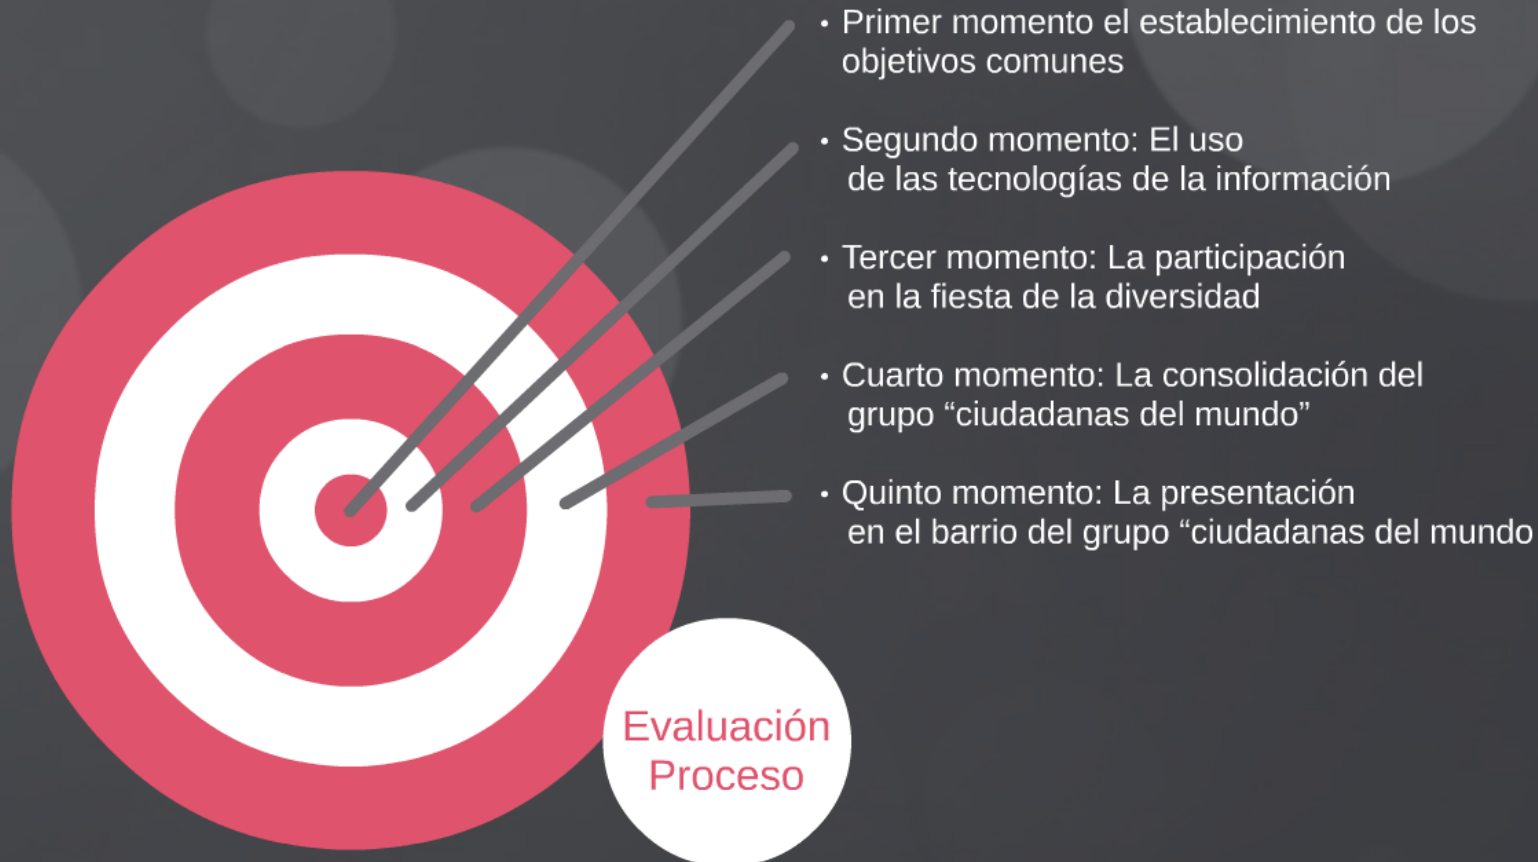 • Primer momento el establecimiento de los
objetivos comunes
• Segundo momento: El uso
de las tecnologías de la información
• Tercer momento: La participación
en la fiesta de la diversidad
• Cuarto momento: La consolidación del
grupo “ciudadanas del mundo”
• Quinto momento: La presentación
en el barrio del grupo “ciudadanas del mundo
Evaluación
Proceso